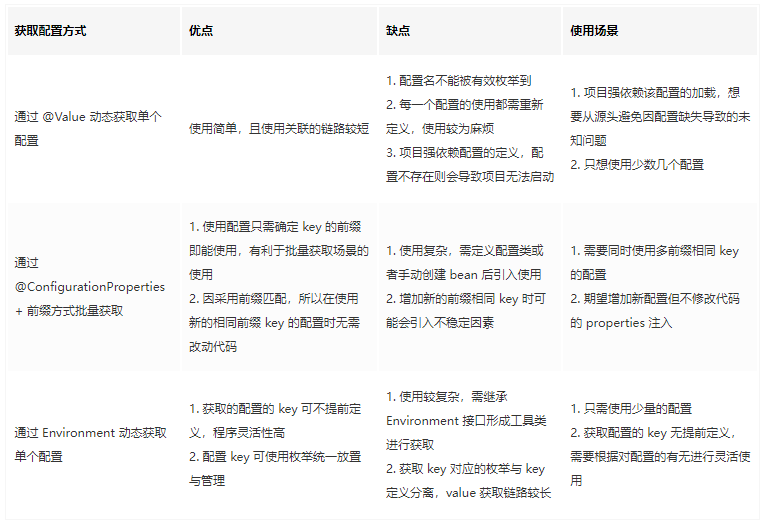 获取配置方式
优点
缺点
使用场景
通过 @Value 动态获取单个
配置
使用简单，且使用关联的链路较短
1. 配置名不能被有效枚举到
2. 每一个配置的使用都需重新
定义，使用较为麻烦
3. 项目强依赖配置的定义，配
置不存在则会导致项目无法启动
1. 项目强依赖该配置的加载，想
要从源头避免因配置缺失导致的未
知问题
2. 只想使用少数几个配置
通过
@ConfigurationProperties
+ 前缀方式批量获取
1. 使用配置只需确定 key 的前缀
即能使用，有利于批量获取场景的
使用
2. 因采用前缀匹配，所以在使用
新的相同前缀 key 的配置时无需
改动代码
1. 使用复杂，需定义配置类或
者手动创建 bean 后引入使用
2. 增加新的前缀相同 key 时可
能会引入不稳定因素
1. 需要同时使用多前缀相同 key
的配置
2. 期望增加新配置但不修改代码
的 properties 注入
通过 Environment 动态获取
单个配置
1. 获取的配置的 key 可不提前定
义，程序灵活性高
2. 配置 key 可使用枚举统一放置
与管理
1. 使用较复杂，需继承
Environment 接口形成工具类
进行获取
2. 获取 key 对应的枚举与 key
定义分离，value 获取链路较长
1. 只需使用少量的配置
2. 获取配置的 key 无提前定义，
需要根据对配置的有无进行灵活使
用